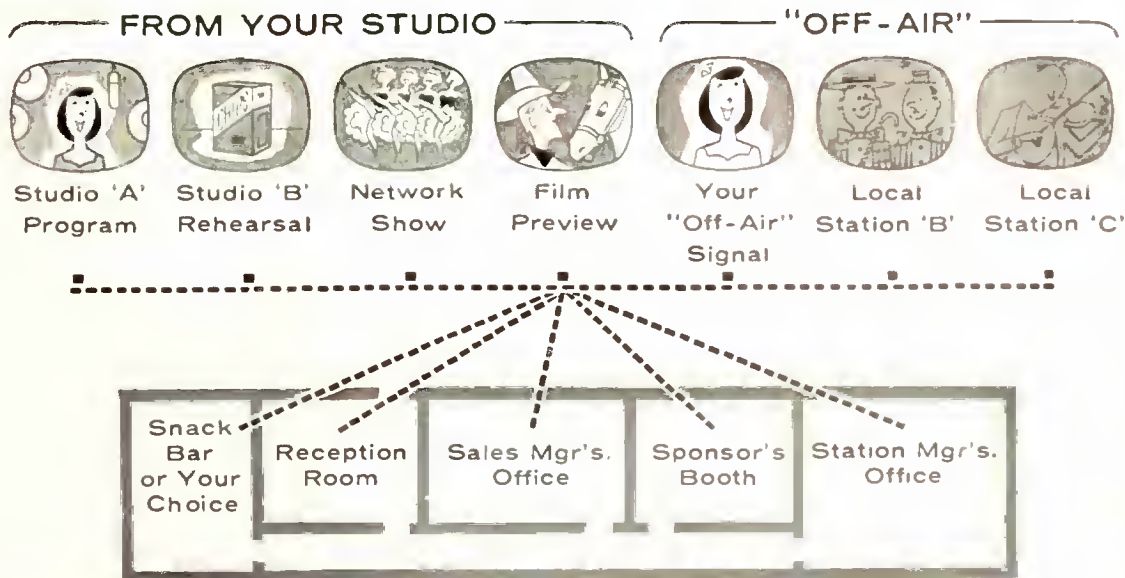 FROM YOUR STUDIO
"OFF-AIR"
Studio 'A'
Program
Studio 'B'
Rehearsal
Network
Show
Film
Preview
Your
"Off-Air"
Signal
Local
Station 'B'
Local
Station 'C'
Snack
Bar
or Your
Choice
Reception
Room
Sales Mgr's.
Office
Sponsor's
Booth
Station Mgr's.
Office